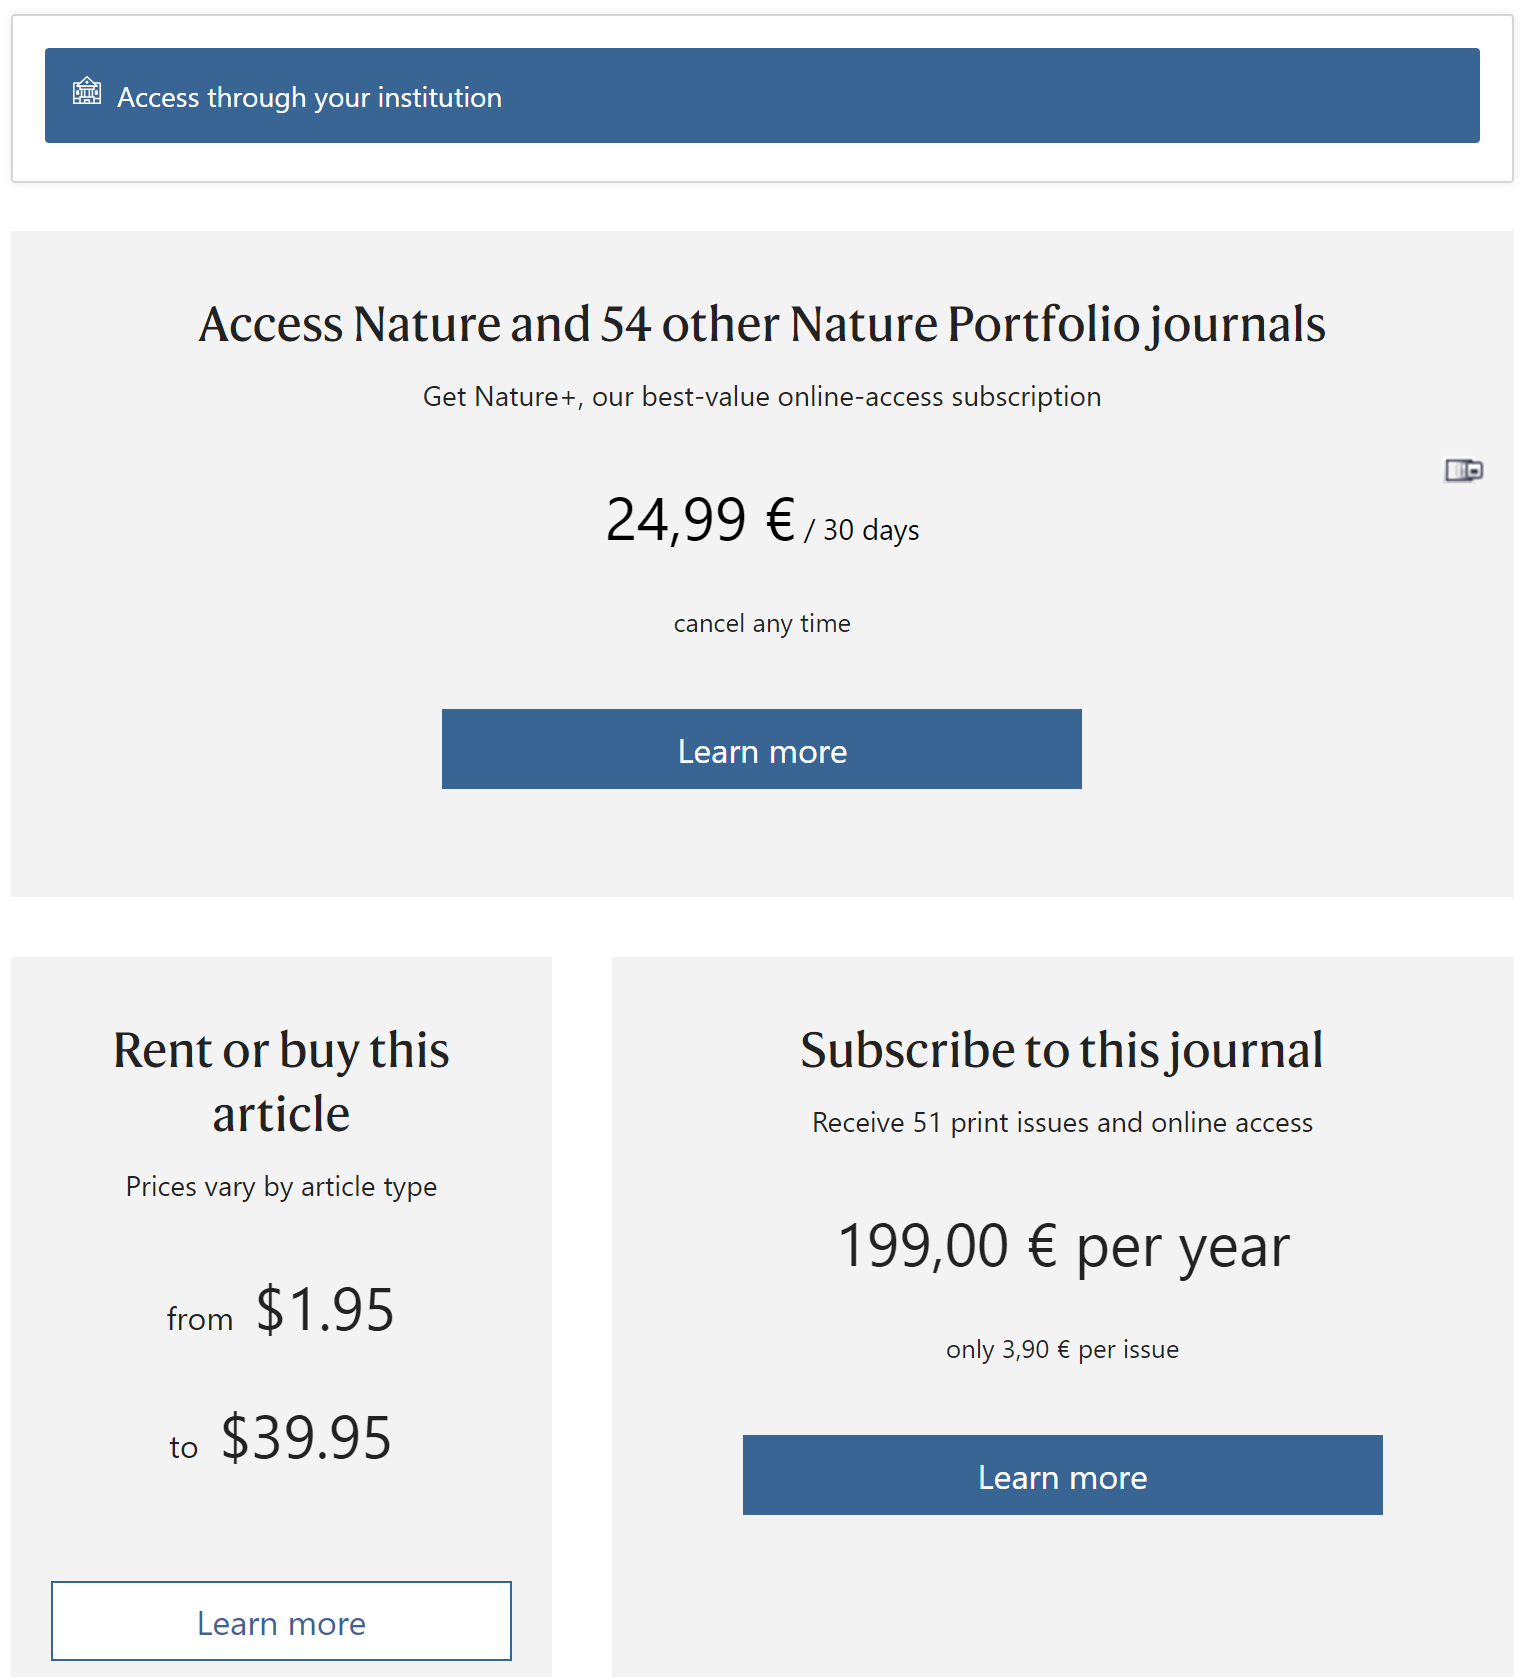 Access through your institution
Access Nature and 54 other Nature Portfolio journals
Get Nature+, our best-value online-access subscription
24,99 € / 30 days
cancel any time
Learn more
Rent or buy this
article
Prices vary by article type
from $1.95
to $39.95
Learn more
Subscribe to this journal
Receive 51 print issues and online access
199,00 € per year
only 3,90 € per issue
Learn more